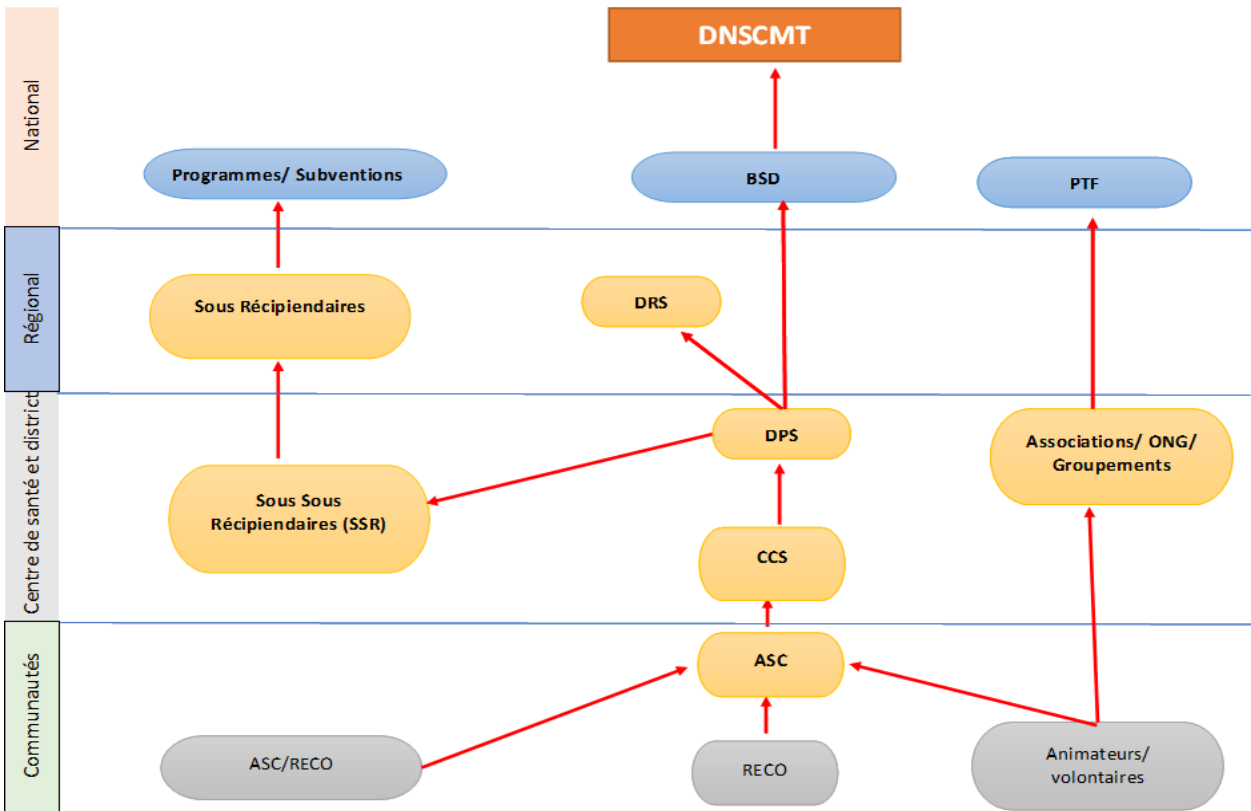 DNSCMT
National
Programmes/ Subventions
BSD
PTF
Régional
Sous Récipiendaires
DRS
Centre de santé et district
DPS
Associations/ ONG/
Groupements
Sous Sous
Récipiendaires (SSR)
CCS
Communautés
ASC
ASC/RECO
RECO
Animateurs/
volontaires